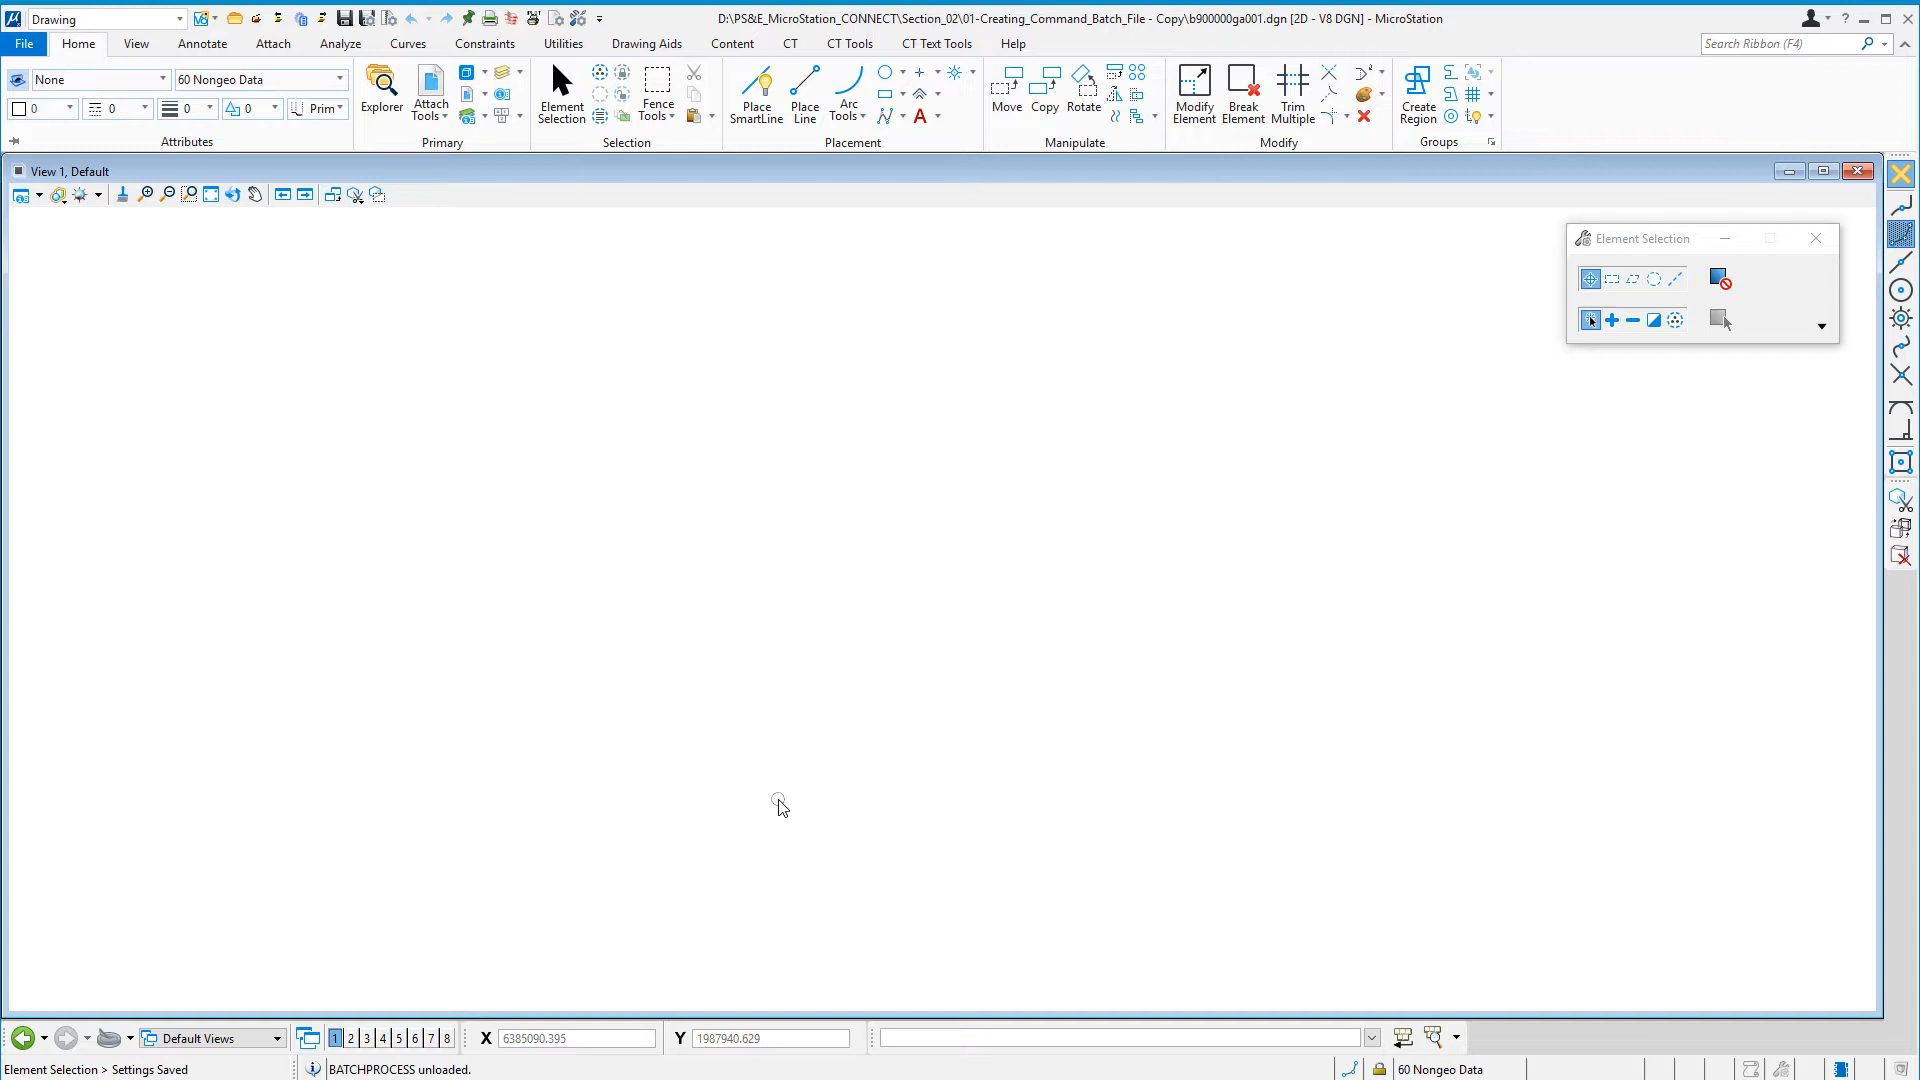 Drawing
D:\PS&E_MicroStation_CONNECT\Section_02\01-Creating_Command_Batch_File - Copy\b900000ga001.dgn [2D - V8 DGN] - MicroStation
File Home View Annotate Attach Analyze Curves Constraints Utilities Drawing Aids Content CT CT Tools CT Text Tools Help
Search Ribbon (F4)
None
60 Nongeo Data
0 0 0 0 Prim
Attributes
Explorer
Attach Tools
Primary
Element Selection
Fence Tools
Selection
Place SmartLine
Place Line
Arc Tools
A
Placement
Move Copy Rotate
Manipulate
Modify Element
Break Element
Trim Multiple
Modify
Create Region
Groups
View 1, Default
Element Selection
Default Views
1 2 3 4 5 6 7 8
X 6385090.395
Y 1987940.629
Element Selection > Settings Saved
BATCHPROCESS unloaded.
60 Nongeo Data